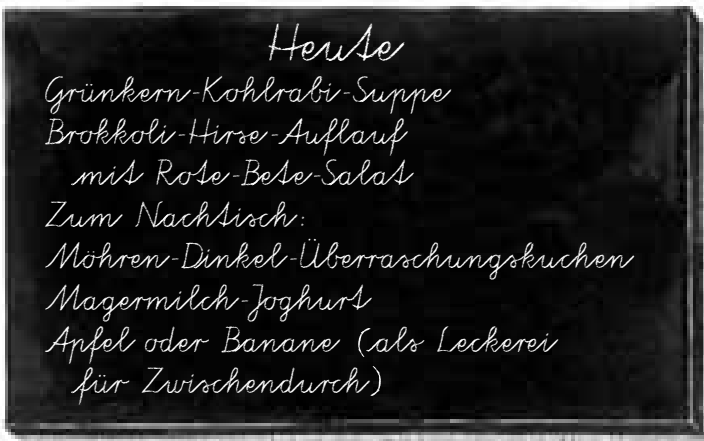 Heute
Grünkern-Kohlrabi-Suppe
Brokkoli-Hirse-Auflauf
mit Rote-Bete-Salat
Zum Nachtisch:
Möhren-Dinkel-Überraschungskuchen
Magermilch-Joghurt
Apfel oder Banane (als Leckerei
für Zwischendurch)